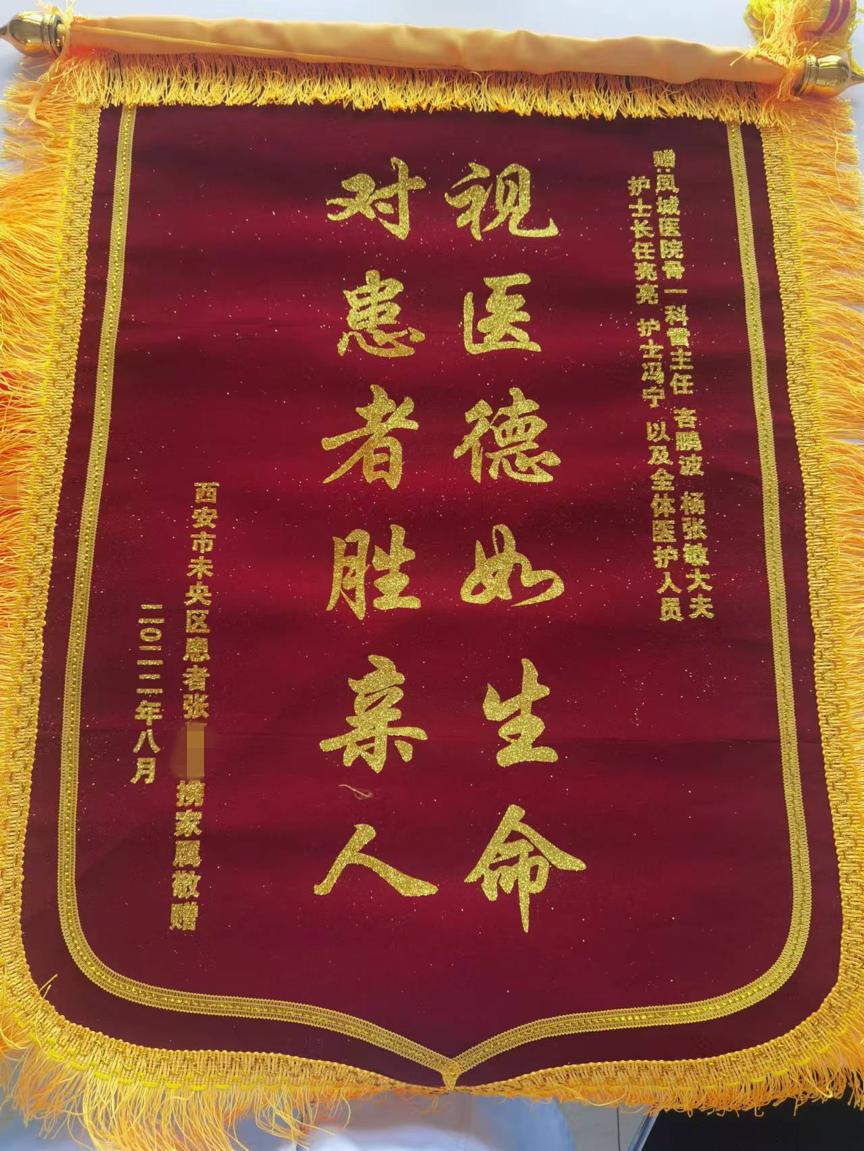 赠:凤城医院骨一科雷主任 吉鹏波 杨张敏大夫
护士长任亮亮 护士冯宁 以及全体医护人员
视医德如生命
对患者胜亲人
西安市未央区患者张 携家属敬赠
二〇二二年八月